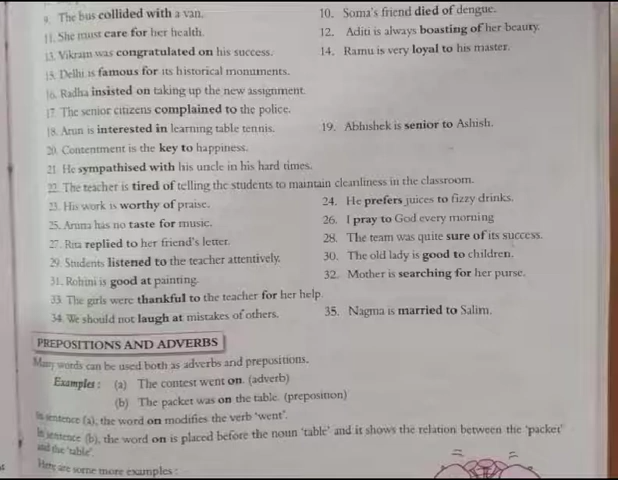 9. The bus collided with a van. 10. Soma's friend died of dengue.
11. She must care for her health. 12. Aditi is always boasting of her beauty.
13. Vikram was congratulated on his success. 14. Ramu is very loyal to his master.
15. Delhi is famous for its historical monuments.
16. Radha insisted on taking up the new assignment.
17. The senior citizens complained to the police.
18. Arun is interested in learning table tennis. 19. Abhishek is senior to Ashish.
20. Contentment is the key to happiness.
21. He sympathised with his uncle in his hard times.
22. The teacher is tired of telling the students to maintain cleanliness in the classroom.
23. His work is worthy of praise. 24. He prefers juices to fizzy drinks.
25. Aruna has no taste for music. 26. I pray to God every morning
27. Rita replied to her friend's letter. 28. The team was quite sure of its success.
29. Students listened to the teacher attentively. 30. The old lady is good to children.
31. Rohini is good at painting. 32. Mother is searching for her purse.
33. The girls were thankful to the teacher for her help.
34. We should not laugh at mistakes of others. 35. Nagma is married to Salim.
PREPOSITIONS AND ADVERBS
Many words can be used both as adverbs and prepositions.
Examples : (a) The contest went on. (adverb)
(b) The packet was on the table. (preposition)
In sentence (a), the word on modifies the verb 'went'.
In sentence (b), the word on is placed before the noun 'table' and it shows the relation between the 'packet'
and the 'table'.
Here are some more examples :